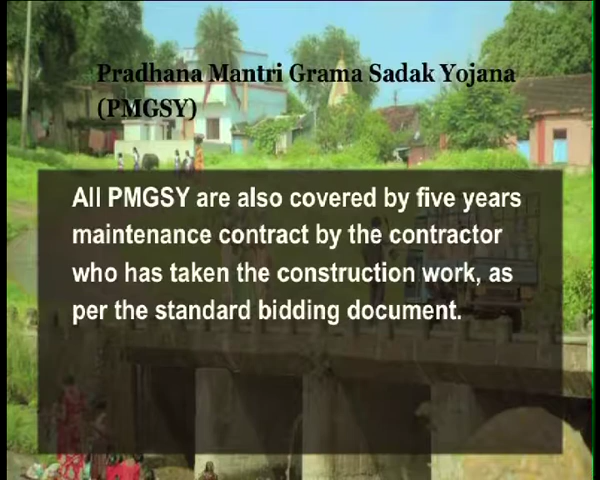 Pradhana Mantri Grama Sadak Yojana
(PMGSY)
All PMGSY are also covered by five years
maintenance contract by the contractor
who has taken the construction work, as
per the standard bidding document.